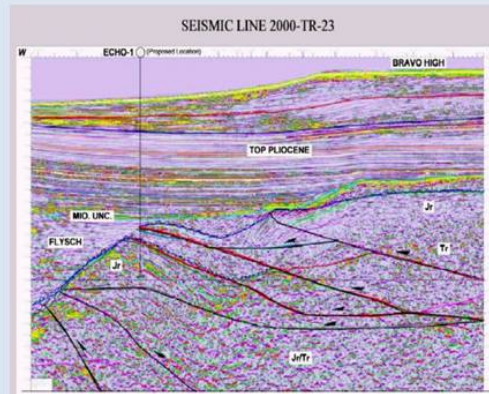 SEISMIC LINE 2000-TR-23
W
ECHO-1
(Proposed Location)
BRAVO HIGH
TOP PLIOCENE
MIO. UNC.
FLYSCH
Jr
Jr
Tr
Jr/Tr